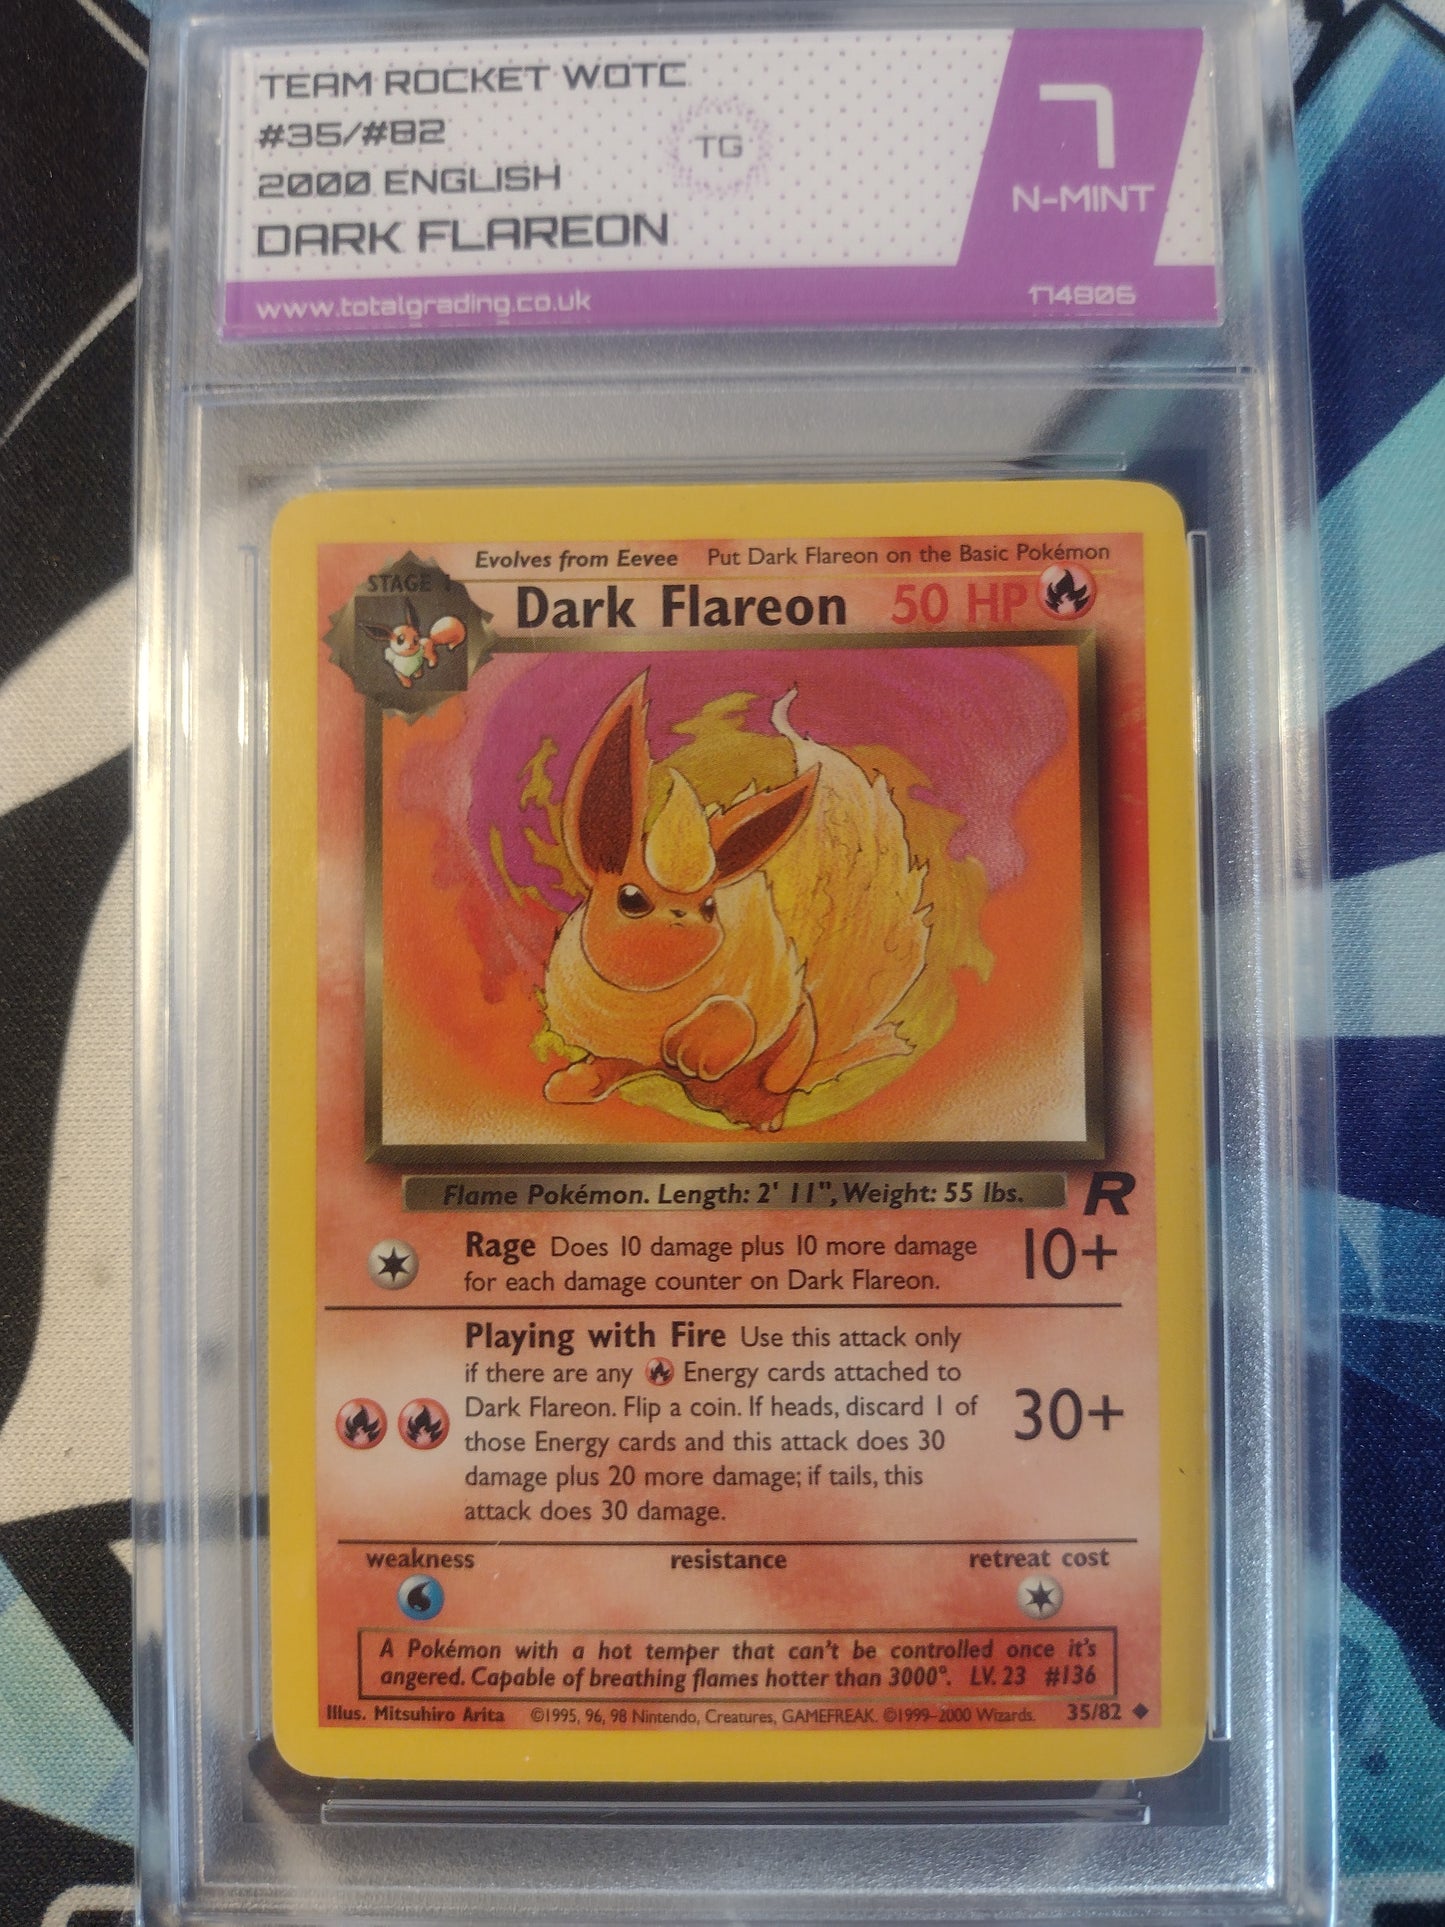 TEAM ROCKET WOTC
#35/#82
2000 ENGLISH
DARK FLAREON
TG
7
N-MINT
www.totalgrading.co.uk
174806
Evolves from Eevee Put Dark Flareon on the Basic Pokémon
STAGE 1
Dark Flareon 50 HP
Flame Pokémon. Length: 2' 11", Weight: 55 lbs.
R
Rage Does 10 damage plus 10 more damage
for each damage counter on Dark Flareon.
10+
Playing with Fire Use this attack only
if there are any Energy cards attached to
Dark Flareon. Flip a coin. If heads, discard 1 of
those Energy cards and this attack does 30
damage plus 20 more damage; if tails, this
attack does 30 damage.
30+
weakness resistance retreat cost
A Pokémon with a hot temper that can't be controlled once it's
angered. Capable of breathing flames hotter than 3000°. LV. 23 #136
Illus. Mitsuhiro Arita ©1995, 96, 98 Nintendo, Creatures, GAMEFREAK. ©1999–2000 Wizards. 35/82